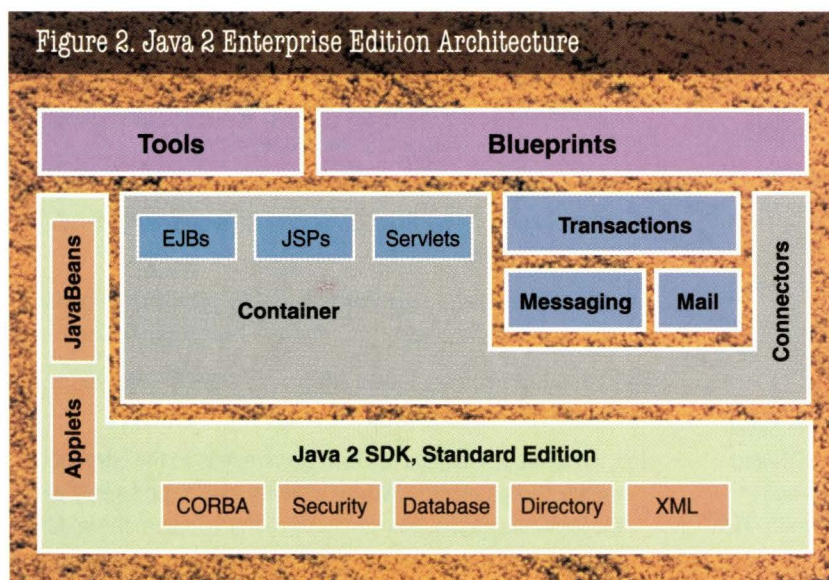 Figure 2. Java 2 Enterprise Edition Architecture
Tools
Blueprints
EJBs
JSPs
Servlets
Container
Transactions
Messaging
Mail
Connectors
JavaBeans
Applets
Java 2 SDK, Standard Edition
CORBA
Security
Database
Directory
XML